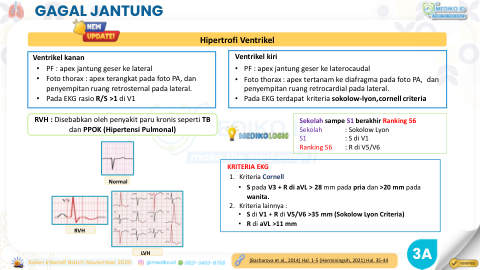 GAGAL JANTUNG
NEW
UPDATE!
MEDIKO.ID
Hipertrofi Ventrikel
Ventrikel kanan
• PF : apex jantung geser ke lateral
• Foto thorax : apex terangkat pada foto PA, dan
penyempitan ruang retrosternal pada lateral.
• Pada EKG rasio R/S >1 di V1
Ventrikel kiri
• PF : apex jantung geser ke laterocaudal
• Foto thorax : apex tertanam ke diafragma pada foto PA, dan
penyempitan ruang retrocardial pada lateral.
• Pada EKG terdapat kriteria sokolow-lyon,cornell criteria
RVH : Disebabkan oleh penyakit paru kronis seperti TB
dan PPOK (Hipertensi Pulmonal)
MEDIKOLOGIC
Sekolah sampe S1 berakhir Ranking 56
Sekolah : Sokolow Lyon
S1 : S di V1
Ranking 56 : R di V5/V6
Normal
V1
RVH
LVH
KRITERIA EKG
1. Kriteria Cornell
• S pada V3 + R di aVL > 28 mm pada pria dan >20 mm pada
wanita.
2. Kriteria lainnya :
• S di V1 + R di V5/V6 >35 mm (Sokolow Lyon Criteria)
• R di aVL >11 mm
3A